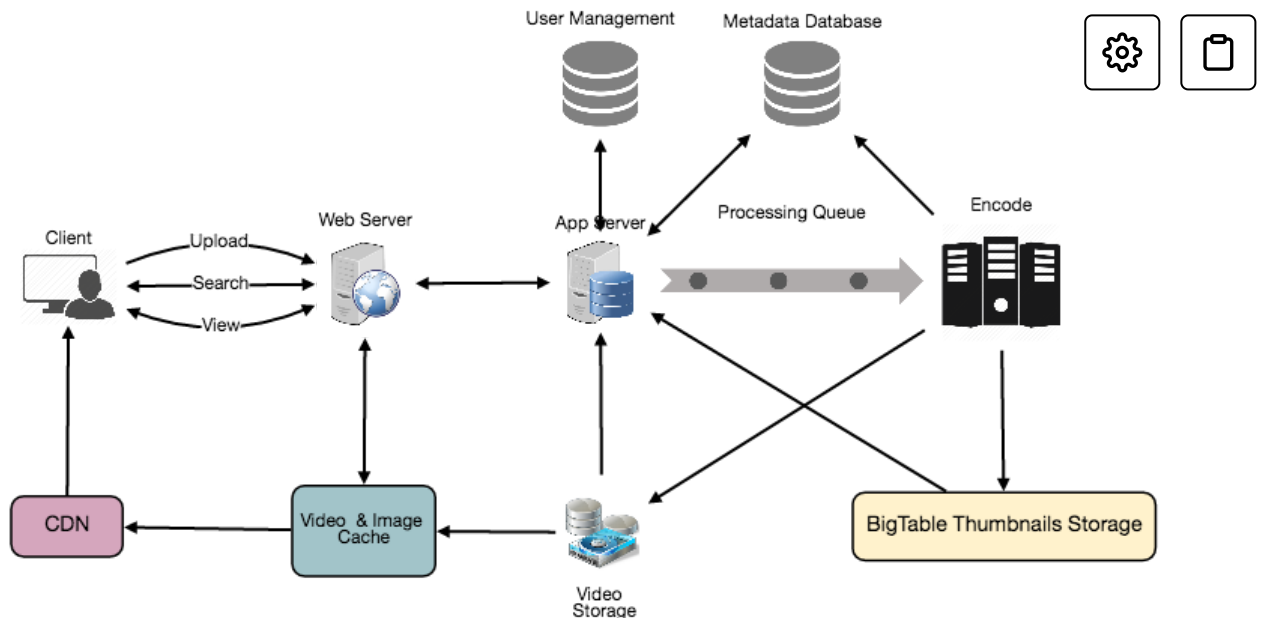 User Management
Metadata Database
Web Server
App Server
Processing Queue
Encode
Client
Upload
Search
View
CDN
Video & Image
Cache
BigTable Thumbnails Storage
Video
Storage